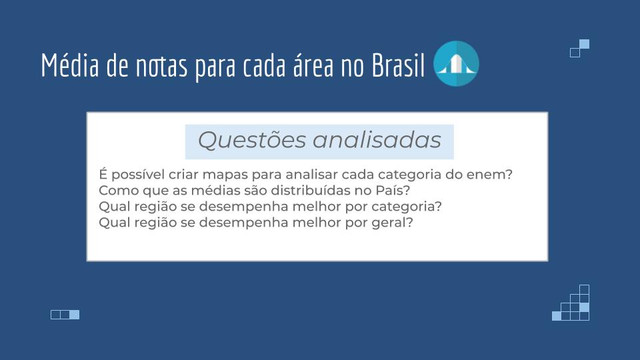 Média de notas para cada área no Brasil
Questões analisadas
É possível criar mapas para analisar cada categoria do enem?
Como que as médias são distribuídas no País?
Qual região se desempenha melhor por categoria?
Qual região se desempenha melhor por geral?